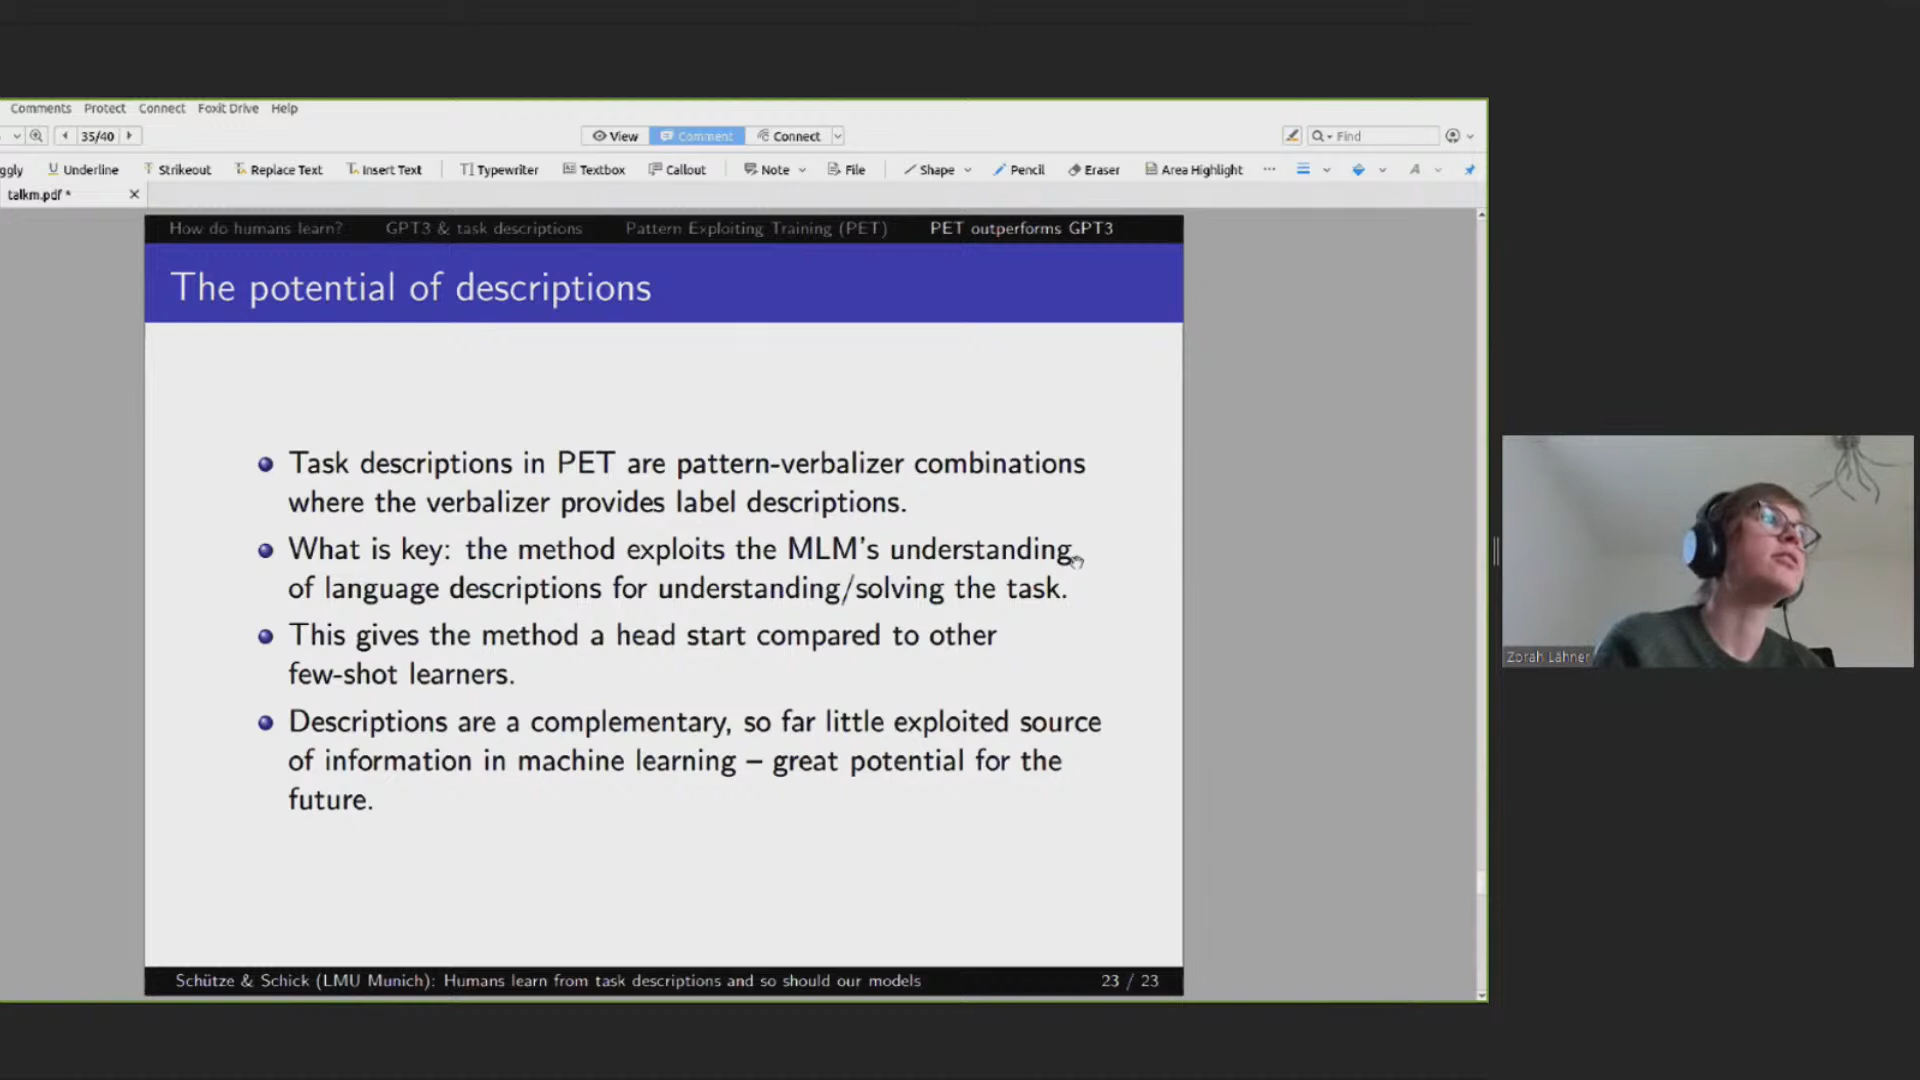 Comments Protect Connect Foxit Drive Help
35/40 View Comment Connect Find
ggly Underline Strikeout Replace Text Insert Text Typewriter Textbox Callout Note File Shape Pencil Eraser Area Highlight ...
talkm.pdf *
How do humans learn? GPT3 & task descriptions Pattern Exploiting Training (PET) PET outperforms GPT3
The potential of descriptions
Task descriptions in PET are pattern-verbalizer combinations
where the verbalizer provides label descriptions.
What is key: the method exploits the MLM's understanding
of language descriptions for understanding/solving the task.
This gives the method a head start compared to other
few-shot learners.
Descriptions are a complementary, so far little exploited source
of information in machine learning – great potential for the
future.
Zorah Lähner
Schütze & Schick (LMU Munich): Humans learn from task descriptions and so should our models 23 / 23